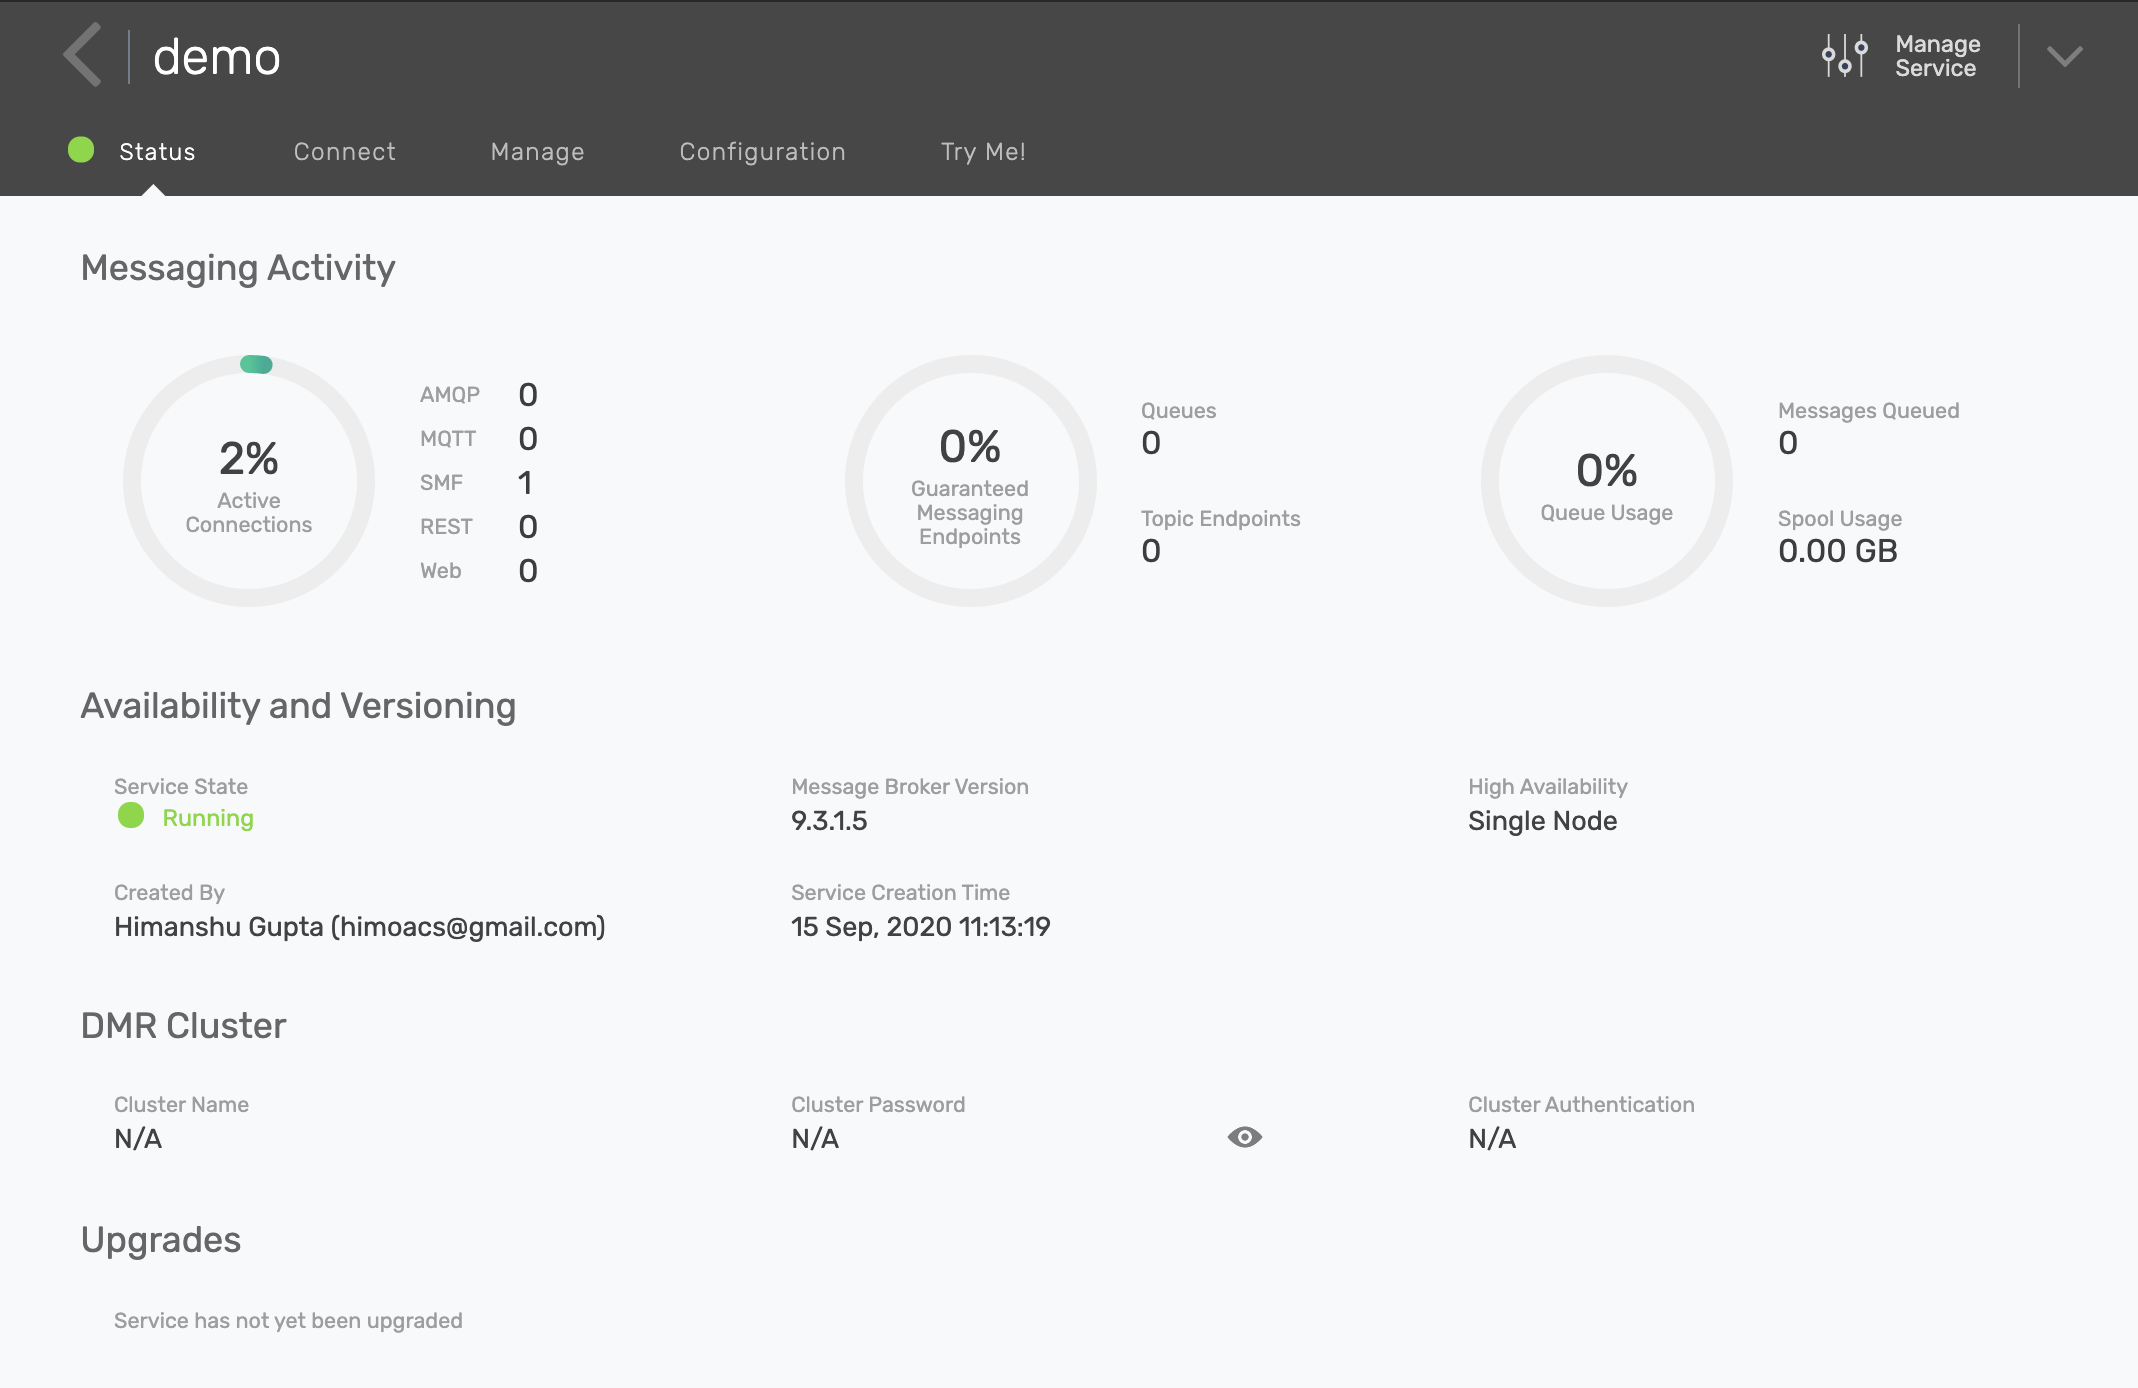 demo
Manage
Service
Status
Connect
Manage
Configuration
Try Me!
Messaging Activity
2%
Active
Connections
AMQP 0
MQTT 0
SMF 1
REST 0
Web 0
0%
Guaranteed
Messaging
Endpoints
Queues
0
Topic Endpoints
0
0%
Queue Usage
Messages Queued
0
Spool Usage
0.00 GB
Availability and Versioning
Service State
Running
Message Broker Version
9.3.1.5
High Availability
Single Node
Created By
Himanshu Gupta (himoacs@gmail.com)
Service Creation Time
15 Sep, 2020 11:13:19
DMR Cluster
Cluster Name
N/A
Cluster Password
N/A
Cluster Authentication
N/A
Upgrades
Service has not yet been upgraded